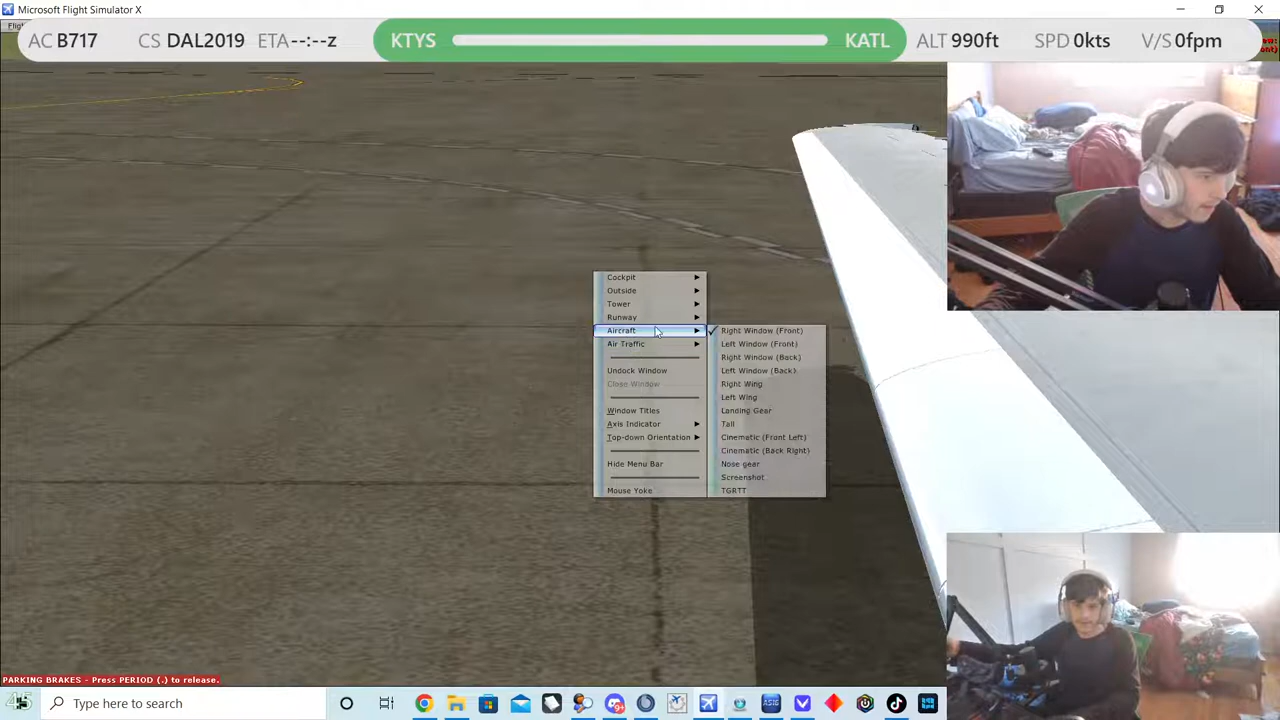 Microsoft Flight Simulator X
AC B717 CS DAL2019 ETA--:--z KTYS KATL ALT 990ft SPD 0kts V/S 0fpm
Cockpit
Outside
Tower
Runway
Aircraft
Air Traffic
Undock Window
Close Window
Window Titles
Axis Indicator
Top-down Orientation
Hide Menu Bar
Mouse Yoke
Right Window (Front)
Left Window (Front)
Right Window (Back)
Left Window (Back)
Right Wing
Left Wing
Landing Gear
Tail
Cinematic (Front Left)
Cinematic (Back Right)
Nose gear
Screenshot
TGRTT
PARKING BRAKES - Press PERIOD (.) to release.
Type here to search